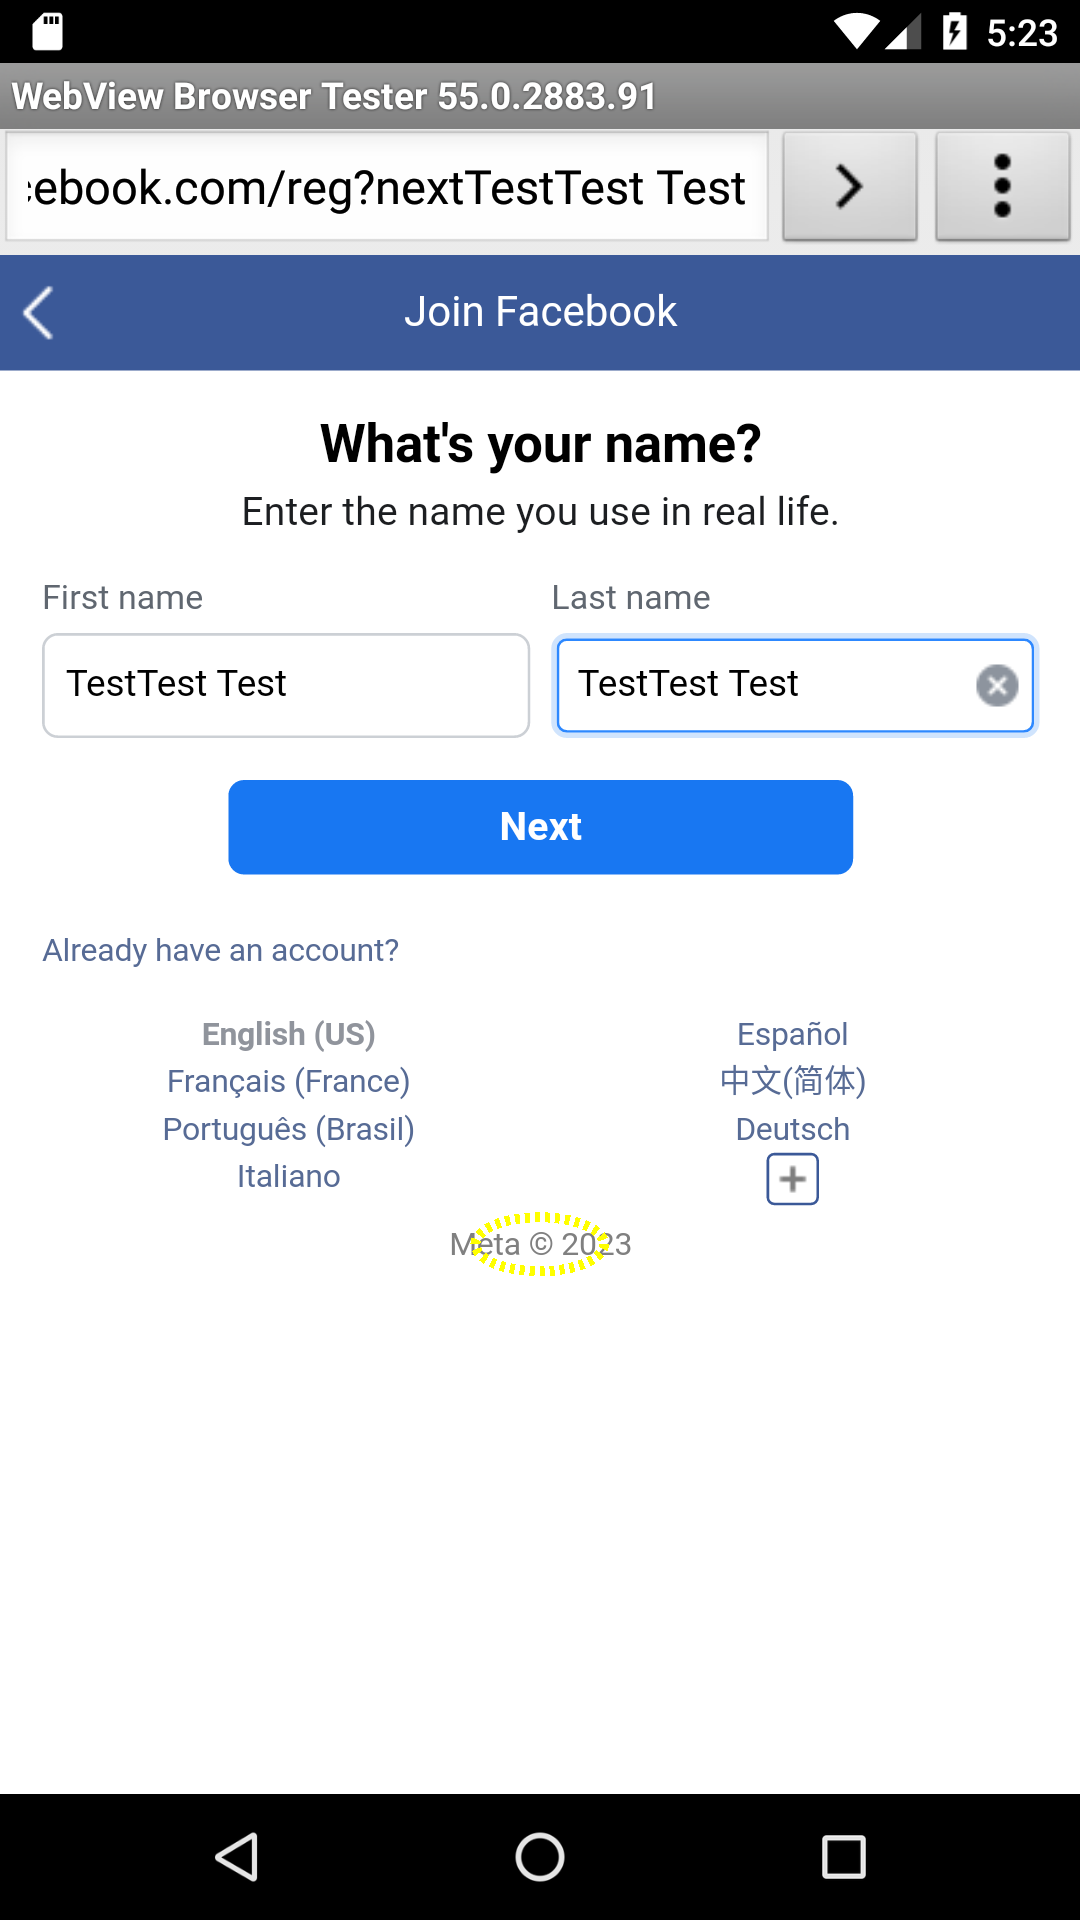 5:23
WebView Browser Tester 55.0.2883.91
cebook.com/reg?nextTestTest Test
Join Facebook
What's your name?
Enter the name you use in real life.
First name Last name
TestTest Test TestTest Test
Next
Already have an account?
English (US) Español
Français (France) 中文(简体)
Português (Brasil) Deutsch
Italiano
Meta © 2023